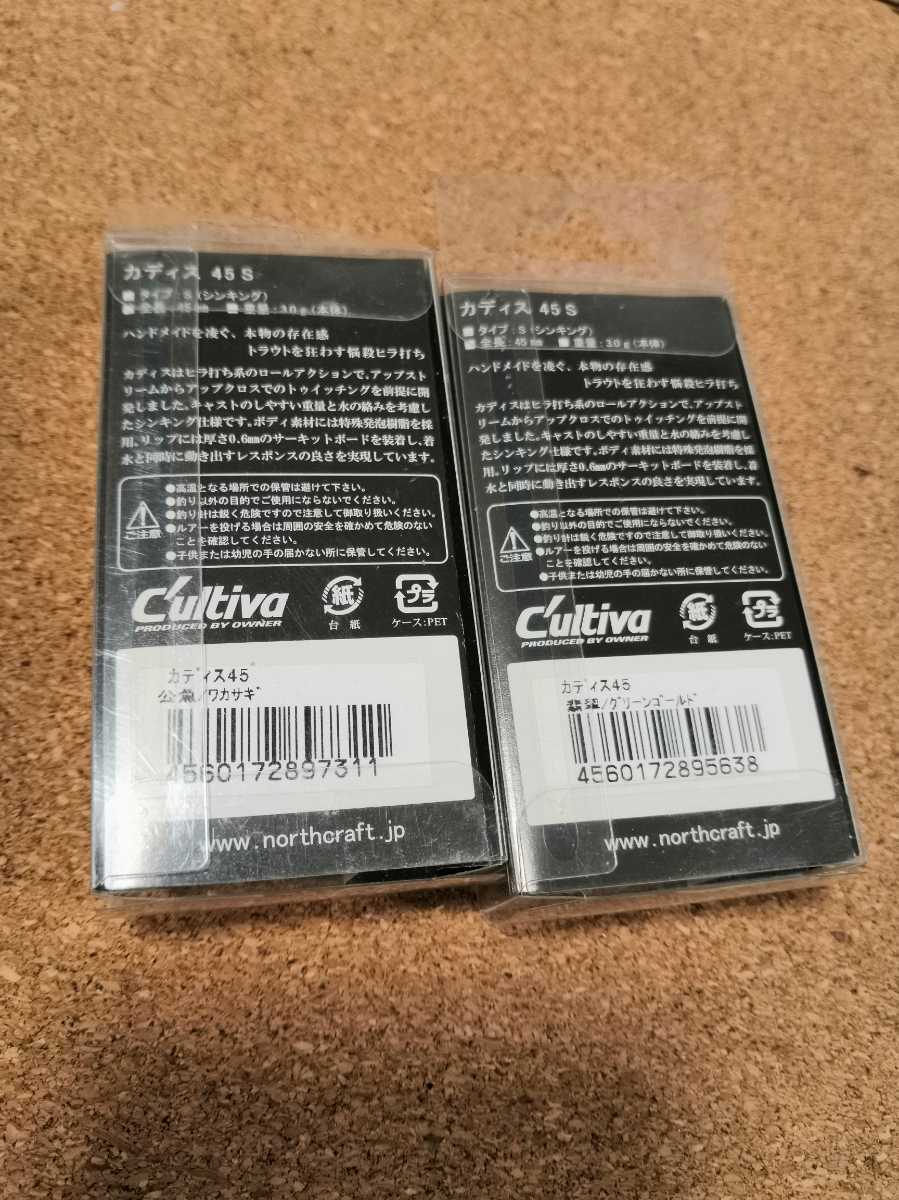 カディス 45 S
■ タイプ：S（シンキング）
■ 全長：45㎜ ■ 重量：3.0g（本体）
ハンドメイドを凌ぐ、本物の存在感
トラウトを狂わす悩殺ヒラ打ち
カディスはヒラ打ち系のロールアクションで、アップスト
リームからアップクロスでのトゥイッチングを前提に開
発しました。キャストのしやすい重量と水の絡みを考慮し
たシンキング仕様です。ボディ素材には特殊発泡樹脂を採
用。リップには厚さ0.6㎜のサーキットボードを装着し、着
水と同時に動き出すレスポンスの良さを実現しています。
ご注意
●高温となる場所での保管は避けて下さい。
●釣り以外の目的でご使用にならないでください。
●釣り針は鋭く危険ですので注意して御取り扱いください。
●ルアーを投げる場合は周囲の安全を確かめて危険のない
ことを確認してください。
●子供または幼児の手の届かない所に保管してください。
C'ultiva
PRODUCED BY OWNER
紙
台 紙
プラ
ケース:PET
カディス45
公魚/ワカサギ
4560172897311
www.northcraft.jp
カディス 45 S
■ タイプ：S（シンキング）
■ 全長：45㎜ ■ 重量：3.0g（本体）
ハンドメイドを凌ぐ、本物の存在感
トラウトを狂わす悩殺ヒラ打ち
カディスはヒラ打ち系のロールアクションで、アップスト
リームからアップクロスでのトゥイッチングを前提に開
発しました。キャストのしやすい重量と水の絡みを考慮し
たシンキング仕様です。ボディ素材には特殊発泡樹脂を採
用。リップには厚さ0.6㎜のサーキットボードを装着し、着
水と同時に動き出すレスポンスの良さを実現しています。
ご注意
●高温となる場所での保管は避けて下さい。
●釣り以外の目的でご使用にならないでください。
●釣り針は鋭く危険ですので注意して御取り扱いください。
●ルアーを投げる場合は周囲の安全を確かめて危険のない
ことを確認してください。
●子供または幼児の手の届かない所に保管してください。
C'ultiva
PRODUCED BY OWNER
紙
台 紙
プラ
ケース:PET
カディス45
翡翠/グリーンゴールド
4560172895638
www.northcraft.jp